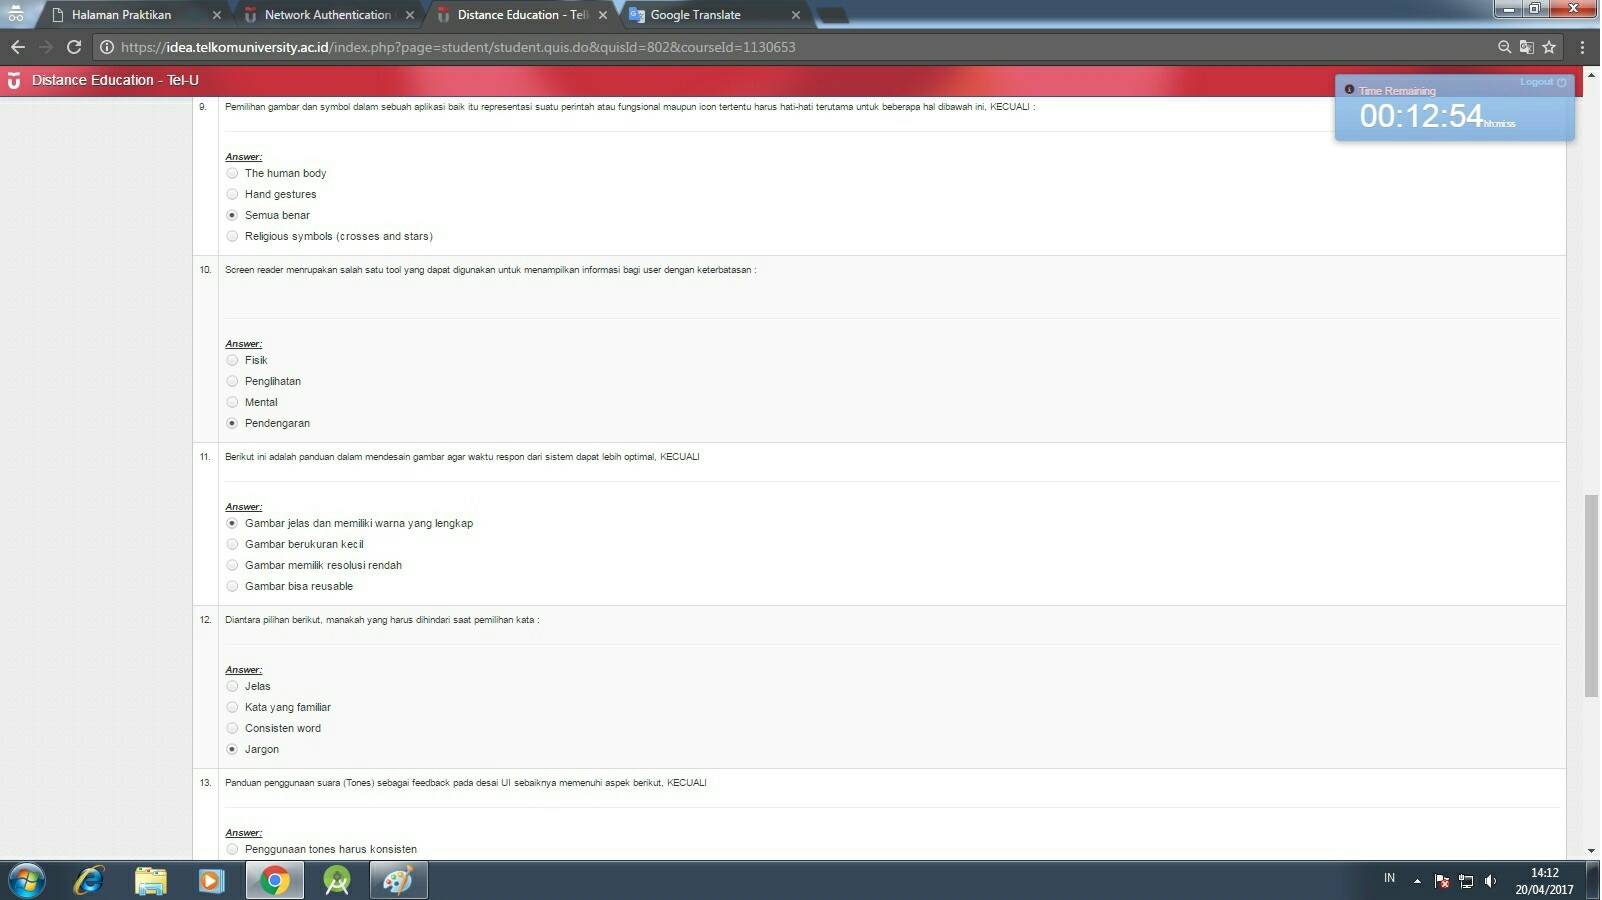 Halaman Praktikan
Network Authentication
Distance Education - Tel
Google Translate
https://idea.telkomuniversity.ac.id/index.php?page=student/student.quis.do&quisId=802&courseId=1130653
Distance Education - Tel-U
Logout
Time Remaining
00:12:54 hh:mi:ss
9. Pemilihan gambar dan symbol dalam sebuah aplikasi baik itu representasi suatu perintah atau fungsional maupun icon tertentu harus hati-hati terutama untuk beberapa hal dibawah ini, KECUALI :
Answer:
The human body
Hand gestures
Semua benar
Religious symbols (crosses and stars)
10. Screen reader menrupakan salah satu tool yang dapat digunakan untuk menampilkan informasi bagi user dengan keterbatasan :
Answer:
Fisik
Penglihatan
Mental
Pendengaran
11. Berikut ini adalah panduan dalam mendesain gambar agar waktu respon dari sistem dapat lebih optimal, KECUALI
Answer:
Gambar jelas dan memiliki warna yang lengkap
Gambar berukuran kecil
Gambar memilik resolusi rendah
Gambar bisa reusable
12. Diantara pilihan berikut, manakah yang harus dihindari saat pemilihan kata :
Answer:
Jelas
Kata yang familiar
Consisten word
Jargon
13. Panduan penggunaan suara (Tones) sebagai feedback pada desai UI sebaiknya memenuhi aspek berikut, KECUALI
Answer:
Penggunaan tones harus konsisten
IN
14:12
20/04/2017